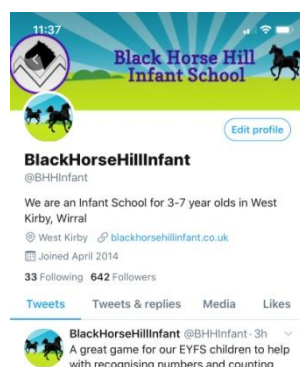 11:37
Black Horse Hill
Infant School
Edit profile
BlackHorseHillInfant
@BHHInfant
We are an Infant School for 3-7 year olds in West
Kirby, Wirral
West Kirby blackhorsehillinfant.co.uk
Joined April 2014
33 Following 642 Followers
Tweets Tweets & replies Media Likes
BlackHorseHillInfant @BHHInfant · 3h
A great game for our EYFS children to help
with recognising numbers and counting